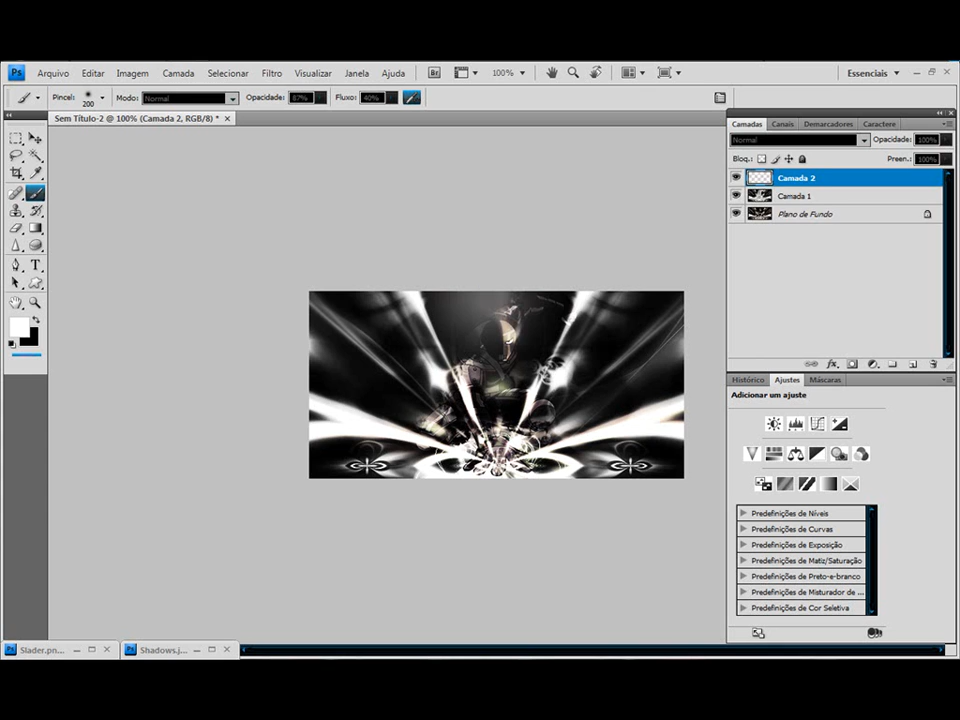 Ps Arquivo Editar Imagem Camada Selecionar Filtro Visualizar Janela Ajuda Br 100% Essenciais
Pincel: 200 Modo: Normal Opacidade: 87% Fluxo: 40%
Sem Título-2 @ 100% (Camada 2, RGB/8) *
Camadas Canais Demarcadores Caractere
Normal Opacidade: 100%
Bloq.: Preen.: 100%
Camada 2
Camada 1
Plano de Fundo
fx
Histórico Ajustes Máscaras
Adicionar um ajuste
Predefinições de Níveis
Predefinições de Curvas
Predefinições de Exposição
Predefinições de Matiz/Saturação
Predefinições de Preto-e-branco
Predefinições de Misturador de ...
Predefinições de Cor Seletiva
Ps Slader.pn... Ps Shadows.j...